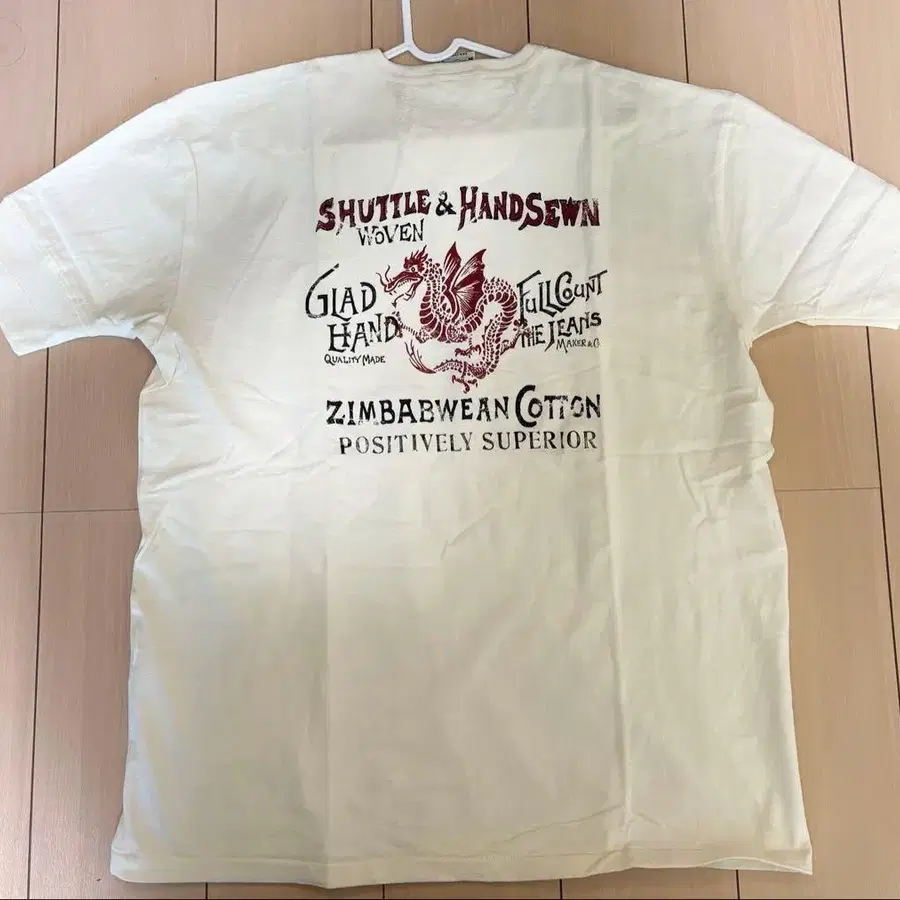 SHUTTLE & HANDSEWN
WOVEN
GLAD
HAND
QUALITY MADE
FULLCOUNT
THE JEANS
MAKER & Co.
ZIMBABWEAN COTTON
POSITIVELY SUPERIOR